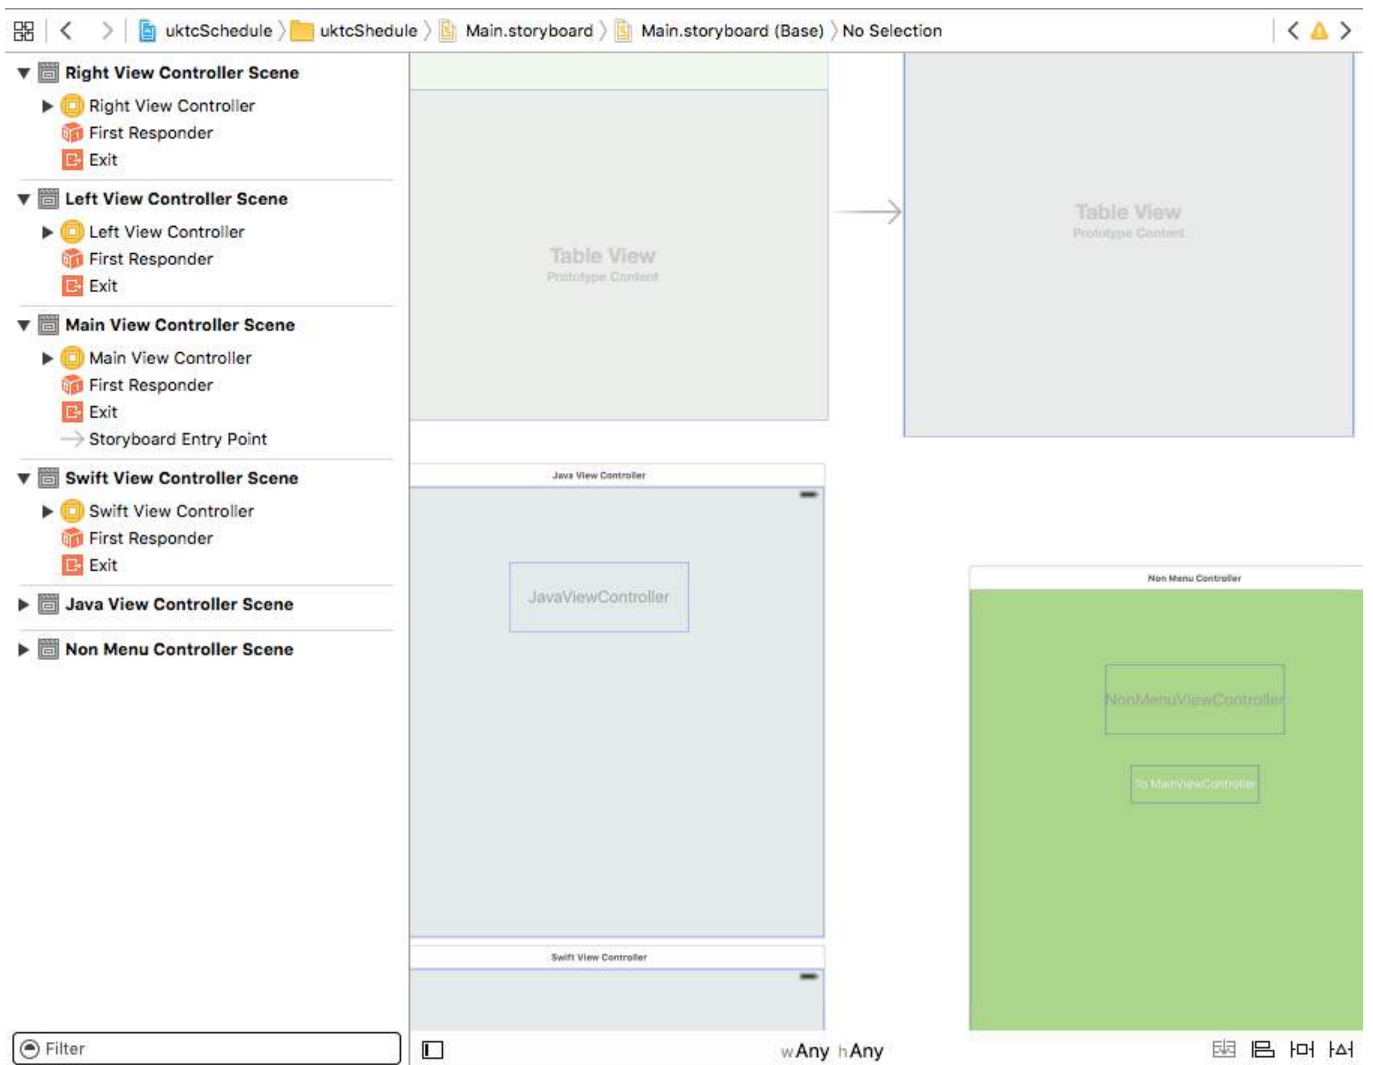 uktcSchedule uktcShedule Main.storyboard Main.storyboard (Base) No Selection
Right View Controller Scene
Right View Controller
First Responder
Exit
Left View Controller Scene
Left View Controller
First Responder
Exit
Main View Controller Scene
Main View Controller
First Responder
Exit
Storyboard Entry Point
Swift View Controller Scene
Swift View Controller
First Responder
Exit
Java View Controller Scene
Non Menu Controller Scene
Filter
Table View
Prototype Content
Table View
Prototype Content
Java View Controller
JavaViewController
Non Menu Controller
NonMenuViewController
To MainViewController
Swift View Controller
wAny hAny